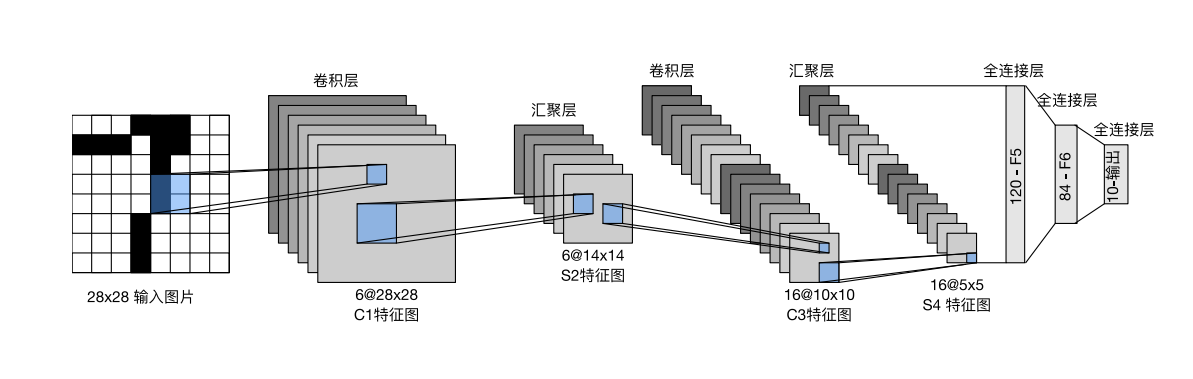 卷积层
汇聚层
卷积层
汇聚层
全连接层
全连接层
全连接层
120 - F5
84 - F6
10-输出
28x28 输入图片
6@28x28
C1特征图
6@14x14
S2特征图
16@10x10
C3特征图
16@5x5
S4 特征图